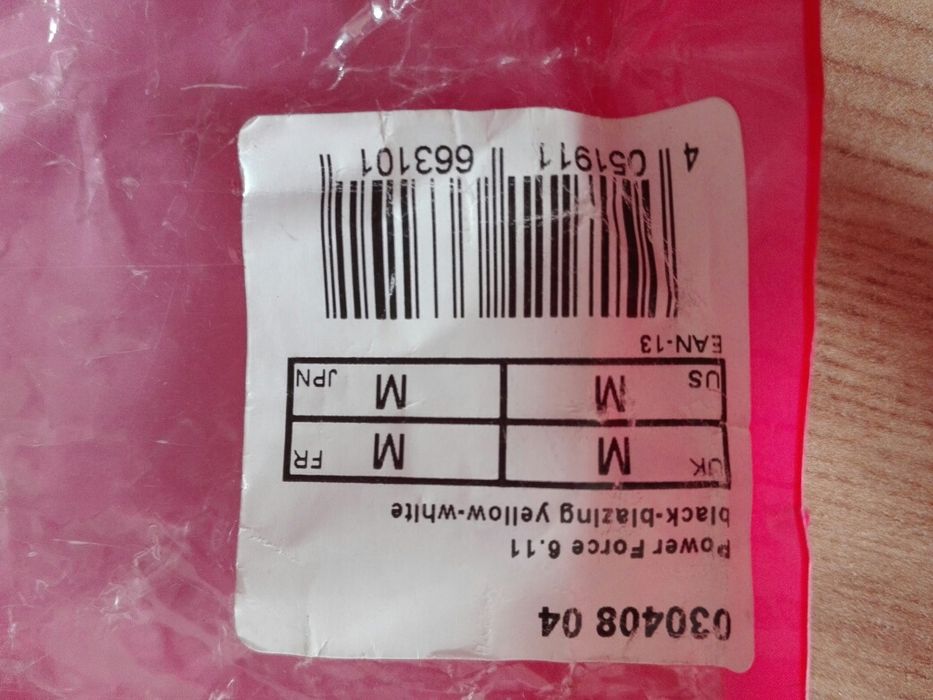 030408 04
Power Force 6.11
black-blazing yellow-white
UK M FR M
US M JPN M
EAN-13
4 051911 663101